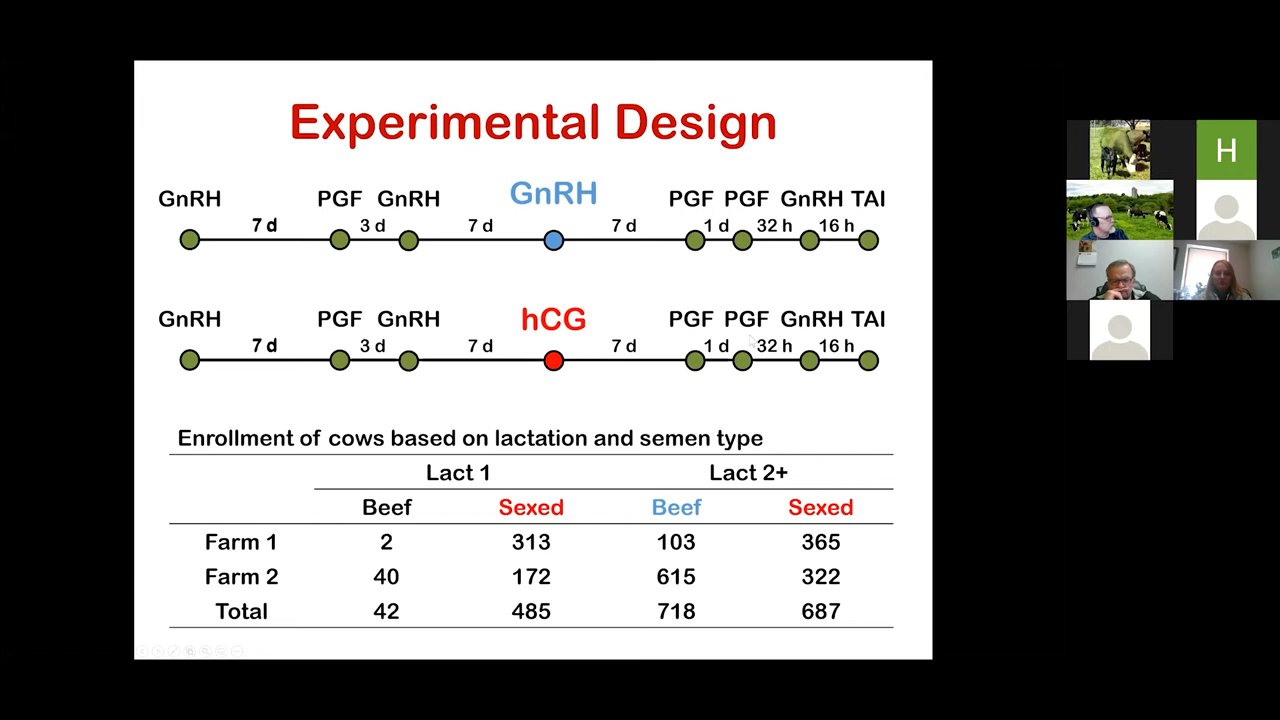 Experimental Design
GnRH PGF GnRH GnRH PGF PGF GnRH TAI
7 d 3 d 7 d 7 d 1 d 32 h 16 h
GnRH PGF GnRH hCG PGF PGF GnRH TAI
7 d 3 d 7 d 7 d 1 d 32 h 16 h
Enrollment of cows based on lactation and semen type
Lact 1 Lact 2+
Beef Sexed Beef Sexed
Farm 1 2 313 103 365
Farm 2 40 172 615 322
Total 42 485 718 687
H